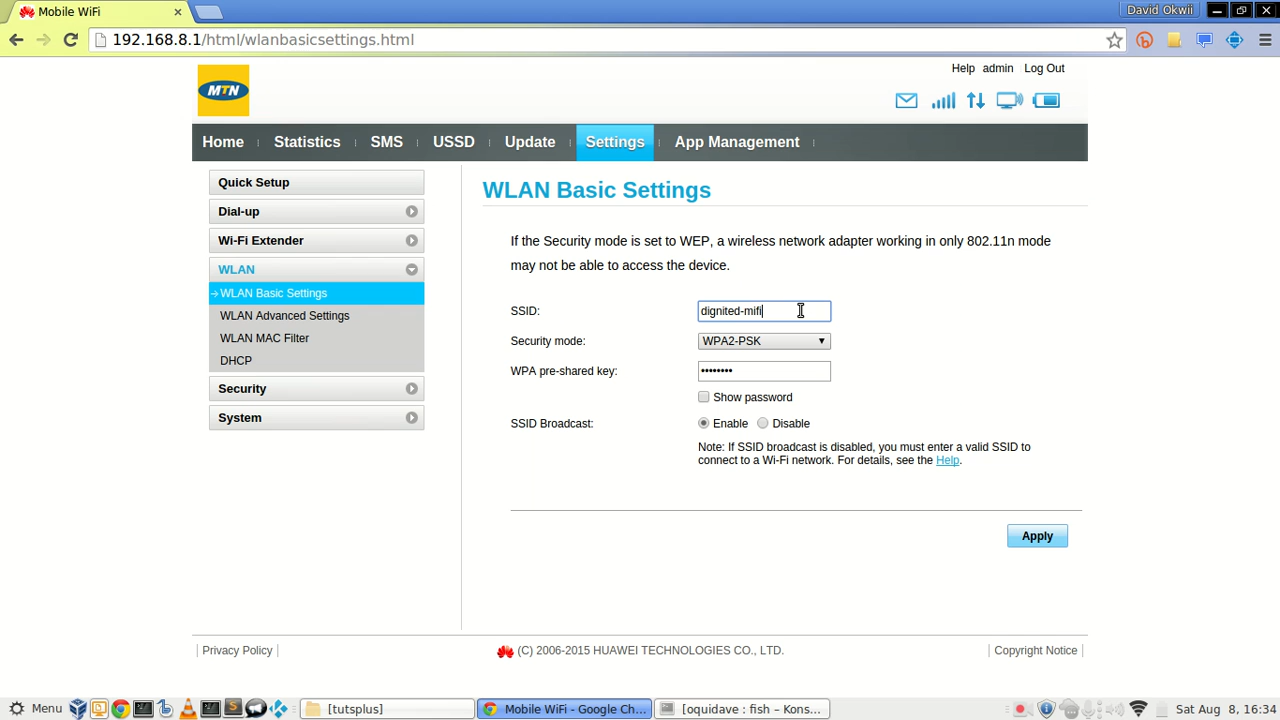 Mobile WiFi
David Okwii
192.168.8.1/html/wlanbasicsettings.html
Help admin Log Out
MTN
Home Statistics SMS USSD Update Settings App Management
Quick Setup
Dial-up
Wi-Fi Extender
WLAN
WLAN Basic Settings
WLAN Advanced Settings
WLAN MAC Filter
DHCP
Security
System
WLAN Basic Settings
If the Security mode is set to WEP, a wireless network adapter working in only 802.11n mode
may not be able to access the device.
SSID: dignited-mifi
Security mode: WPA2-PSK
WPA pre-shared key: ••••••••
Show password
SSID Broadcast: Enable Disable
Note: If SSID broadcast is disabled, you must enter a valid SSID to
connect to a Wi-Fi network. For details, see the Help.
Apply
Privacy Policy (C) 2006-2015 HUAWEI TECHNOLOGIES CO., LTD. Copyright Notice
Menu [tutsplus] Mobile WiFi - Google Ch... [oquidave : fish – Kons... Sat Aug 8, 16:34